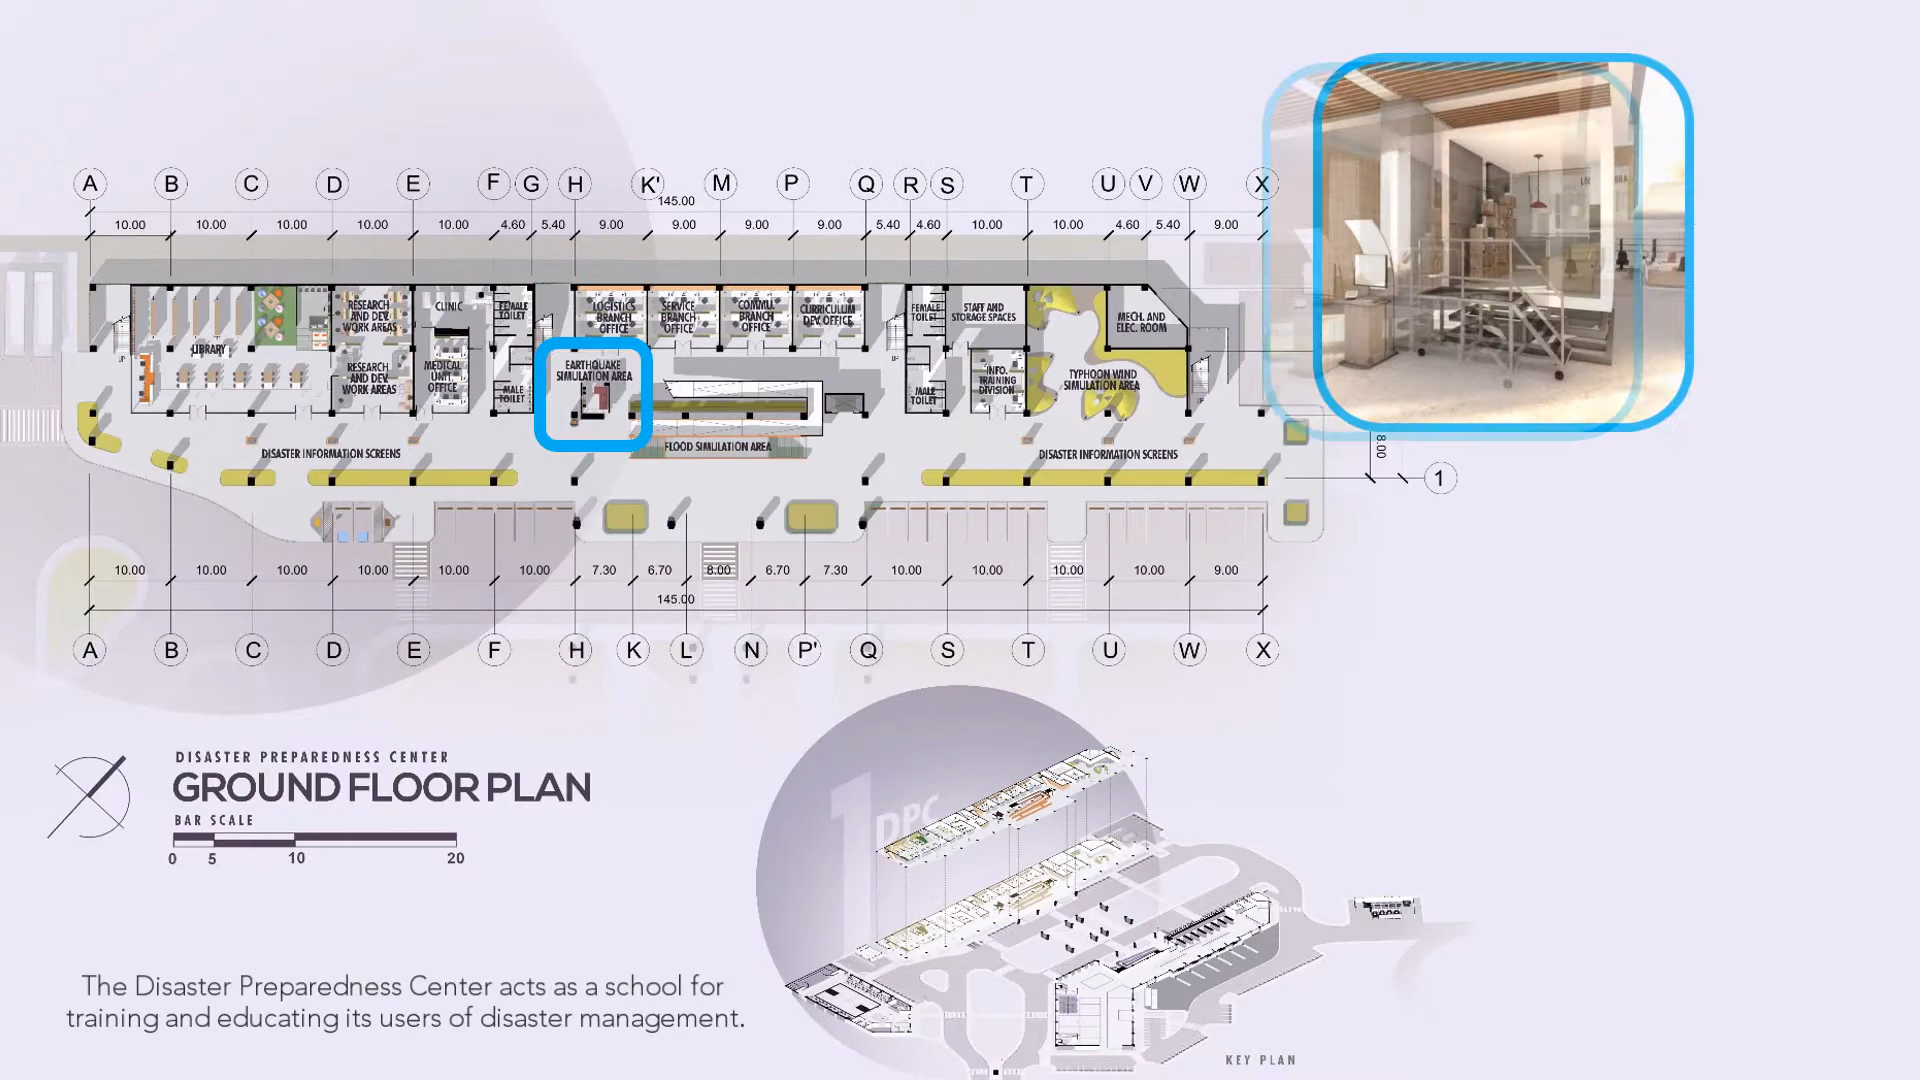 A B C D E F G H K' M P Q R S T U V W X
145.00
10.00 10.00 10.00 10.00 10.00 4.60 5.40 9.00 9.00 9.00 9.00 5.40 4.60 10.00 10.00 4.60 5.40 9.00
LIBRARY
UP
RESEARCH
AND DEV.
WORK AREAS
RESEARCH
AND DEV.
WORK AREAS
CLINIC
MEDICAL
UNIT
OFFICE
FEMALE
TOILET
MALE
TOILET
EARTHQUAKE
SIMULATION AREA
LOGISTICS
BRANCH
OFFICE
SERVICE
BRANCH
OFFICE
COMMU.
BRANCH
OFFICE
CURRICULUM
DEV. OFFICE
FLOOD SIMULATION AREA
FEMALE
TOILET
MALE
TOILET
STAFF AND
STORAGE SPACES
INFO.
TRAINING
DIVISION
TYPHOON WIND
SIMULATION AREA
MECH. AND
ELEC. ROOM
DISASTER INFORMATION SCREENS
DISASTER INFORMATION SCREENS
8.00
1
10.00 10.00 10.00 10.00 10.00 10.00 7.30 6.70 8.00 6.70 7.30 10.00 10.00 10.00 10.00 9.00
145.00
A B C D E F H K L N P' Q S T U W X
DISASTER PREPAREDNESS CENTER
GROUND FLOOR PLAN
BAR SCALE
0 5 10 20
1 DPC
The Disaster Preparedness Center acts as a school for
training and educating its users of disaster management.
KEY PLAN